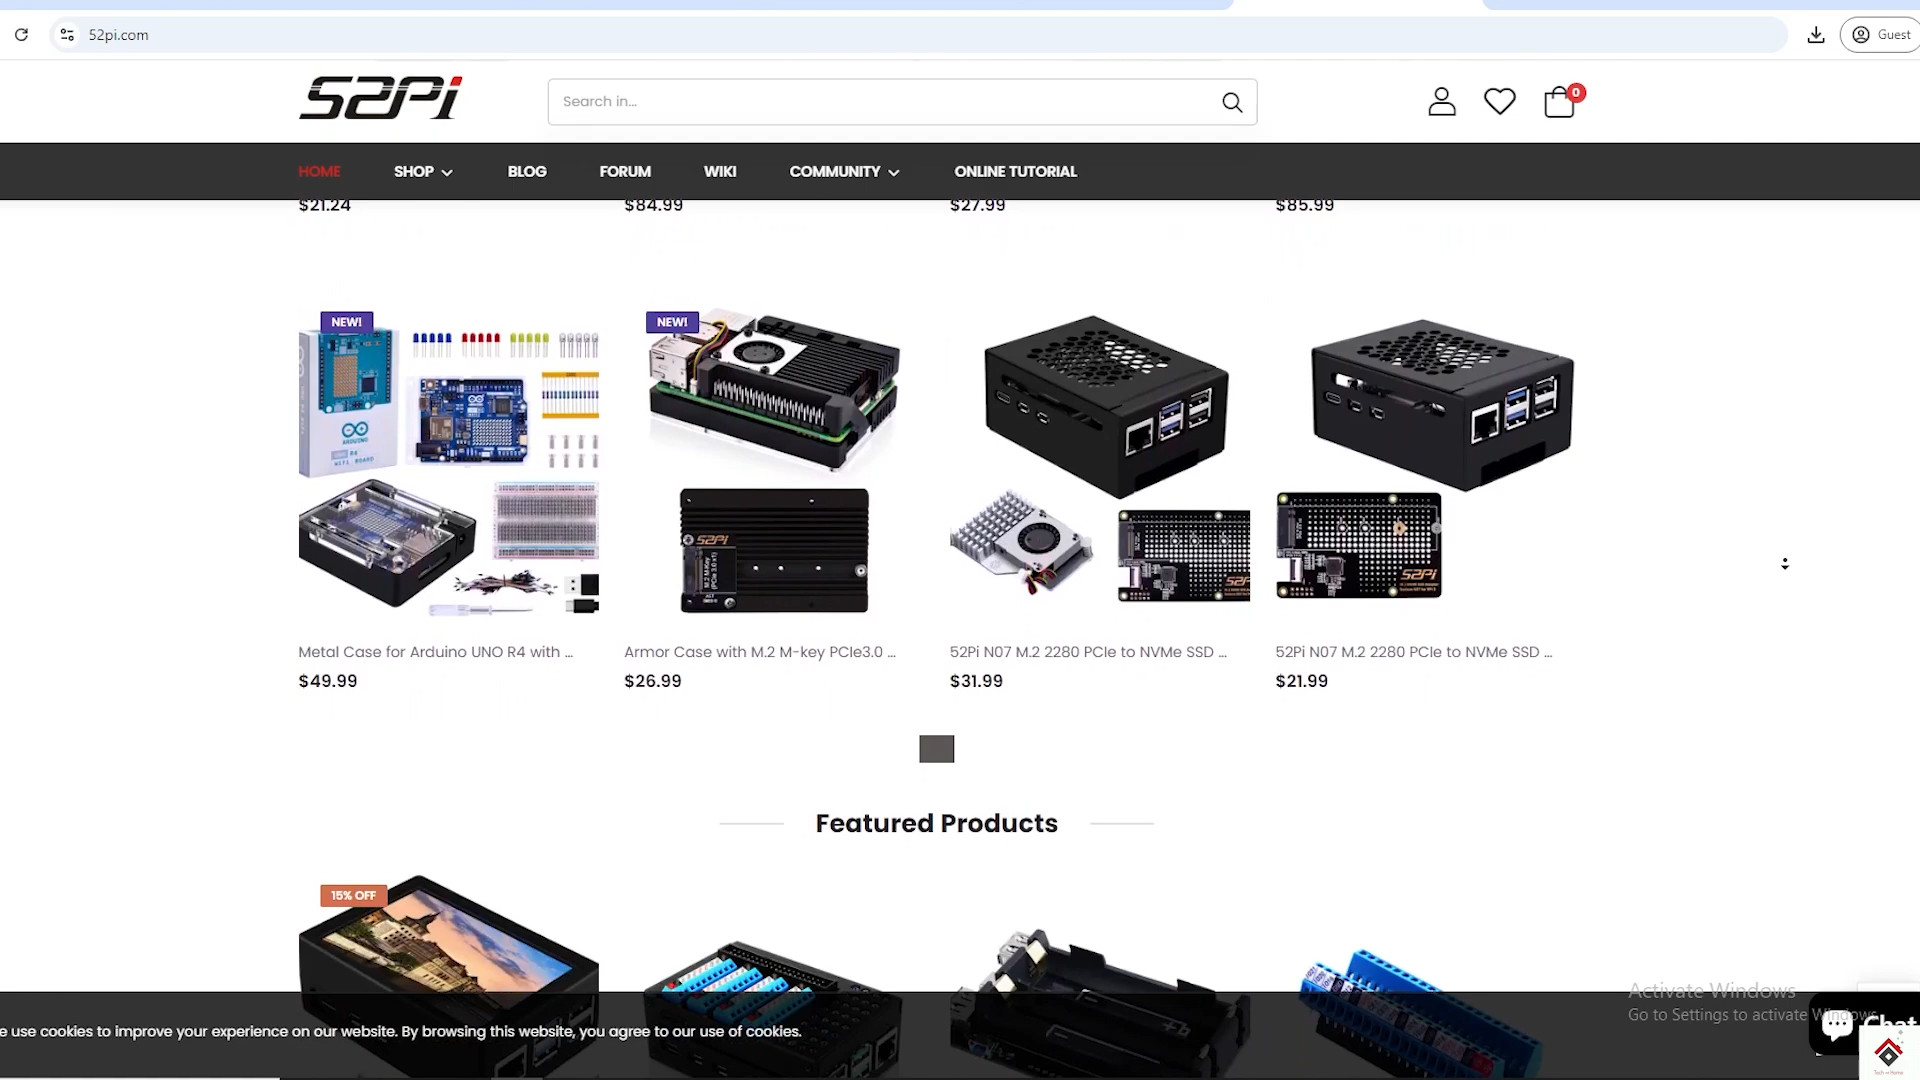 52pi.com
Guest
52Pi
Search in...
0
HOME
SHOP
BLOG
FORUM
WIKI
COMMUNITY
ONLINE TUTORIAL
$21.24
$84.99
$27.99
$85.99
NEW!
NEW!
ARDUINO
R4
52Pi
52Pi
Metal Case for Arduino UNO R4 with ...
Armor Case with M.2 M-key PCIe3.0 ...
52Pi N07 M.2 2280 PCIe to NVMe SSD ...
52Pi N07 M.2 2280 PCIe to NVMe SSD ...
$49.99
$26.99
$31.99
$21.99
Featured Products
15% OFF
Activate Windows
Go to Settings to activate Windows.
Chat
e use cookies to improve your experience on our website. By browsing this website, you agree to our use of cookies.